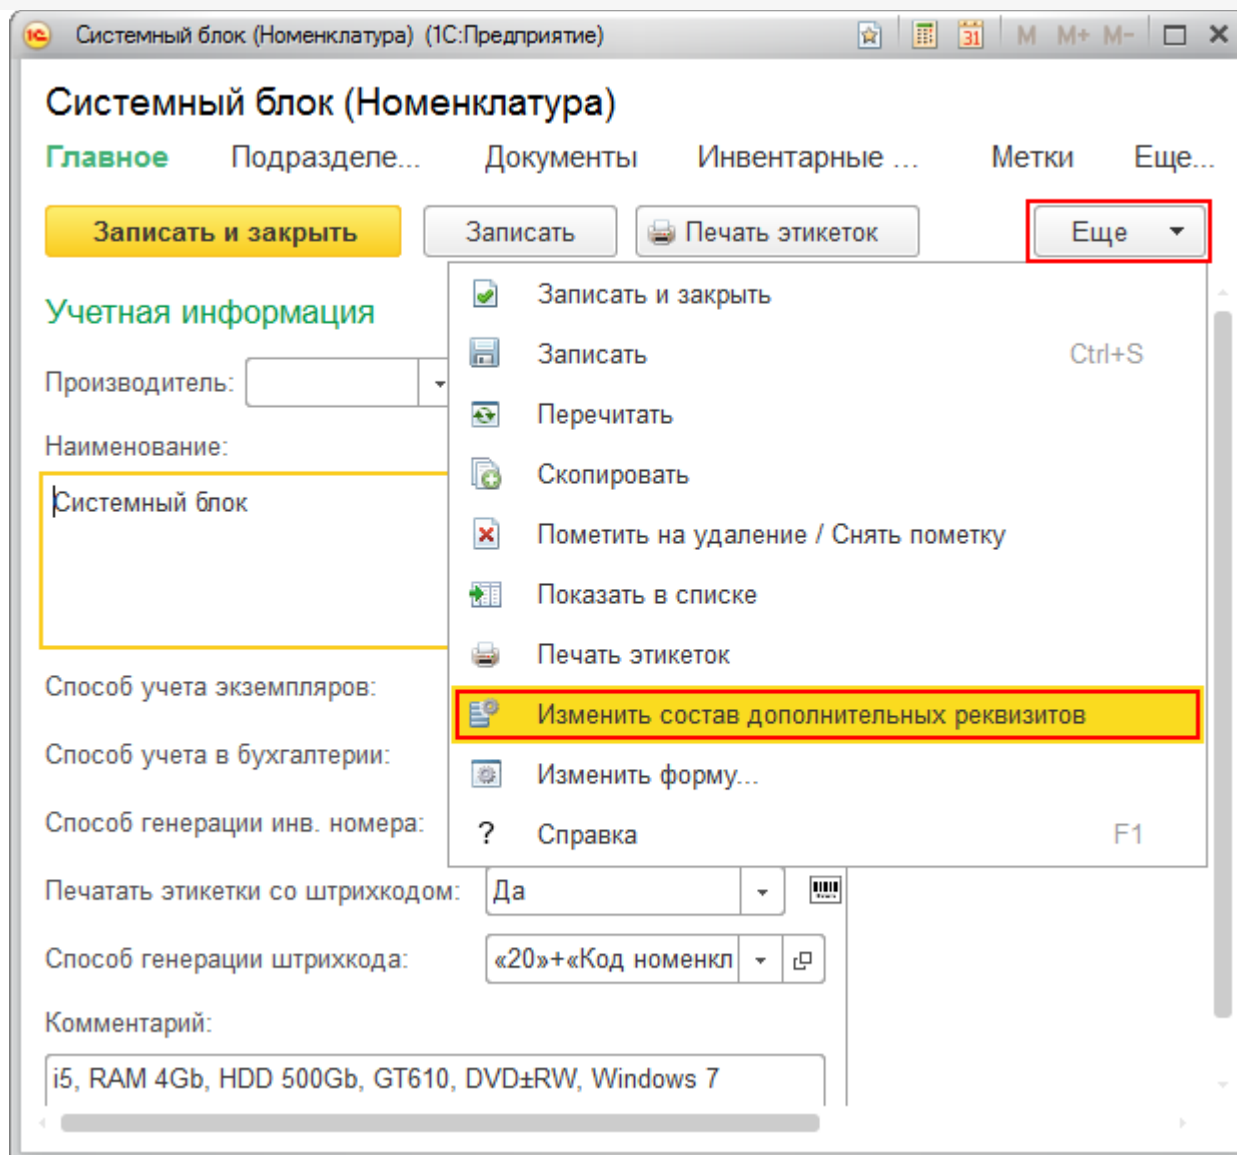 Системный блок (Номенклатура) (1С:Предприятие)
31 M M+ M-
Системный блок (Номенклатура)
Главное Подразделе... Документы Инвентарные ... Метки Еще...
Записать и закрыть Записать Печать этикеток Еще
Учетная информация
Производитель:
Наименование:
Системный блок
Способ учета экземпляров:
Способ учета в бухгалтерии:
Способ генерации инв. номера:
Печатать этикетки со штрихкодом: Да
Способ генерации штрихкода: «20»+«Код номенкл
Комментарий:
i5, RAM 4Gb, HDD 500Gb, GT610, DVD±RW, Windows 7
Записать и закрыть
Записать Ctrl+S
Перечитать
Скопировать
Пометить на удаление / Снять пометку
Показать в списке
Печать этикеток
Изменить состав дополнительных реквизитов
Изменить форму...
? Справка F1